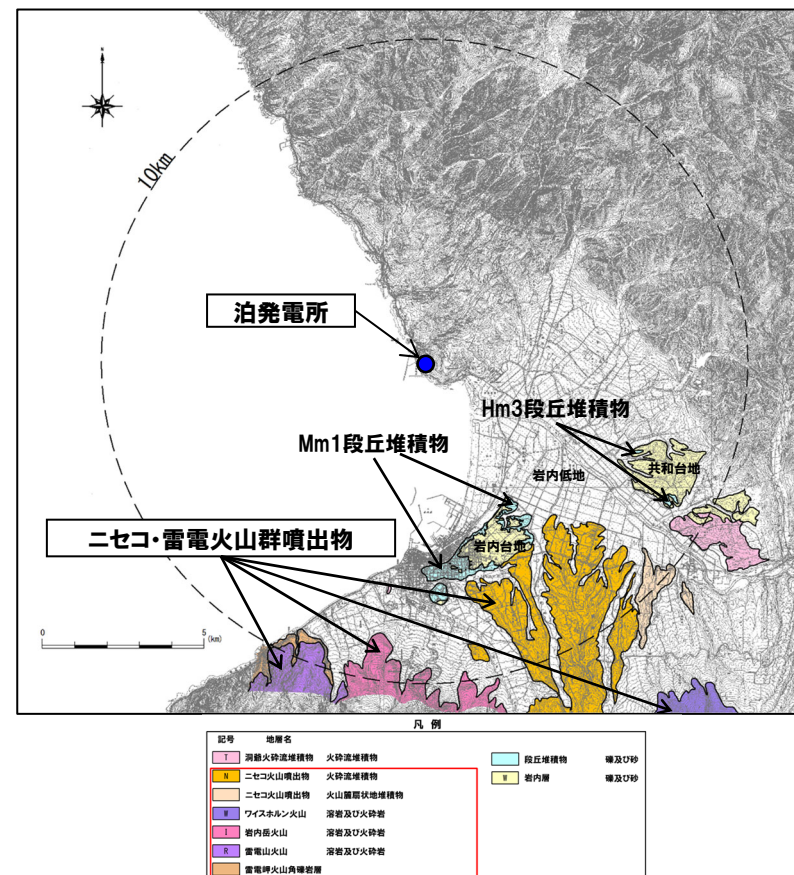 N
10km
泊発電所
Hm3段丘堆積物
Mm1段丘堆積物
共和台地
岩内低地
ニセコ・雷電火山群噴出物
岩内台地
0 5 (km)
凡 例
記号 地層名
T 洞爺火砕流堆積物 火砕流堆積物
N ニセコ火山噴出物 火砕流堆積物
ニセコ火山噴出物 火山麓扇状地堆積物
W ワイスホルン火山 溶岩及び火砕岩
I 岩内岳火山 溶岩及び火砕岩
R 雷電山火山 溶岩及び火砕岩
雷電岬火山角礫岩層
段丘堆積物 礫及び砂
W 岩内層 礫及び砂